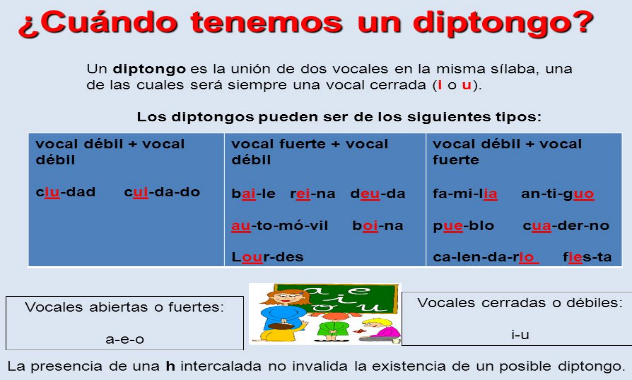 ¿Cuándo tenemos un diptongo?
Un diptongo es la unión de dos vocales en la misma sílaba, una
de las cuales será siempre una vocal cerrada (i o u).
Los diptongos pueden ser de los siguientes tipos:
vocal débil + vocal
débil
ciu-dad cui-da-do
vocal fuerte + vocal
débil
bai-le rei-na deu-da
au-to-mó-vil boi-na
Lour-des
vocal débil + vocal
fuerte
fa-mi-lia an-ti-guo
pue-blo cua-der-no
ca-len-da-rio fies-ta
Vocales abiertas o fuertes:
a-e-o
a e i
o u
Vocales cerradas o débiles:
i-u
La presencia de una h intercalada no invalida la existencia de un posible diptongo.